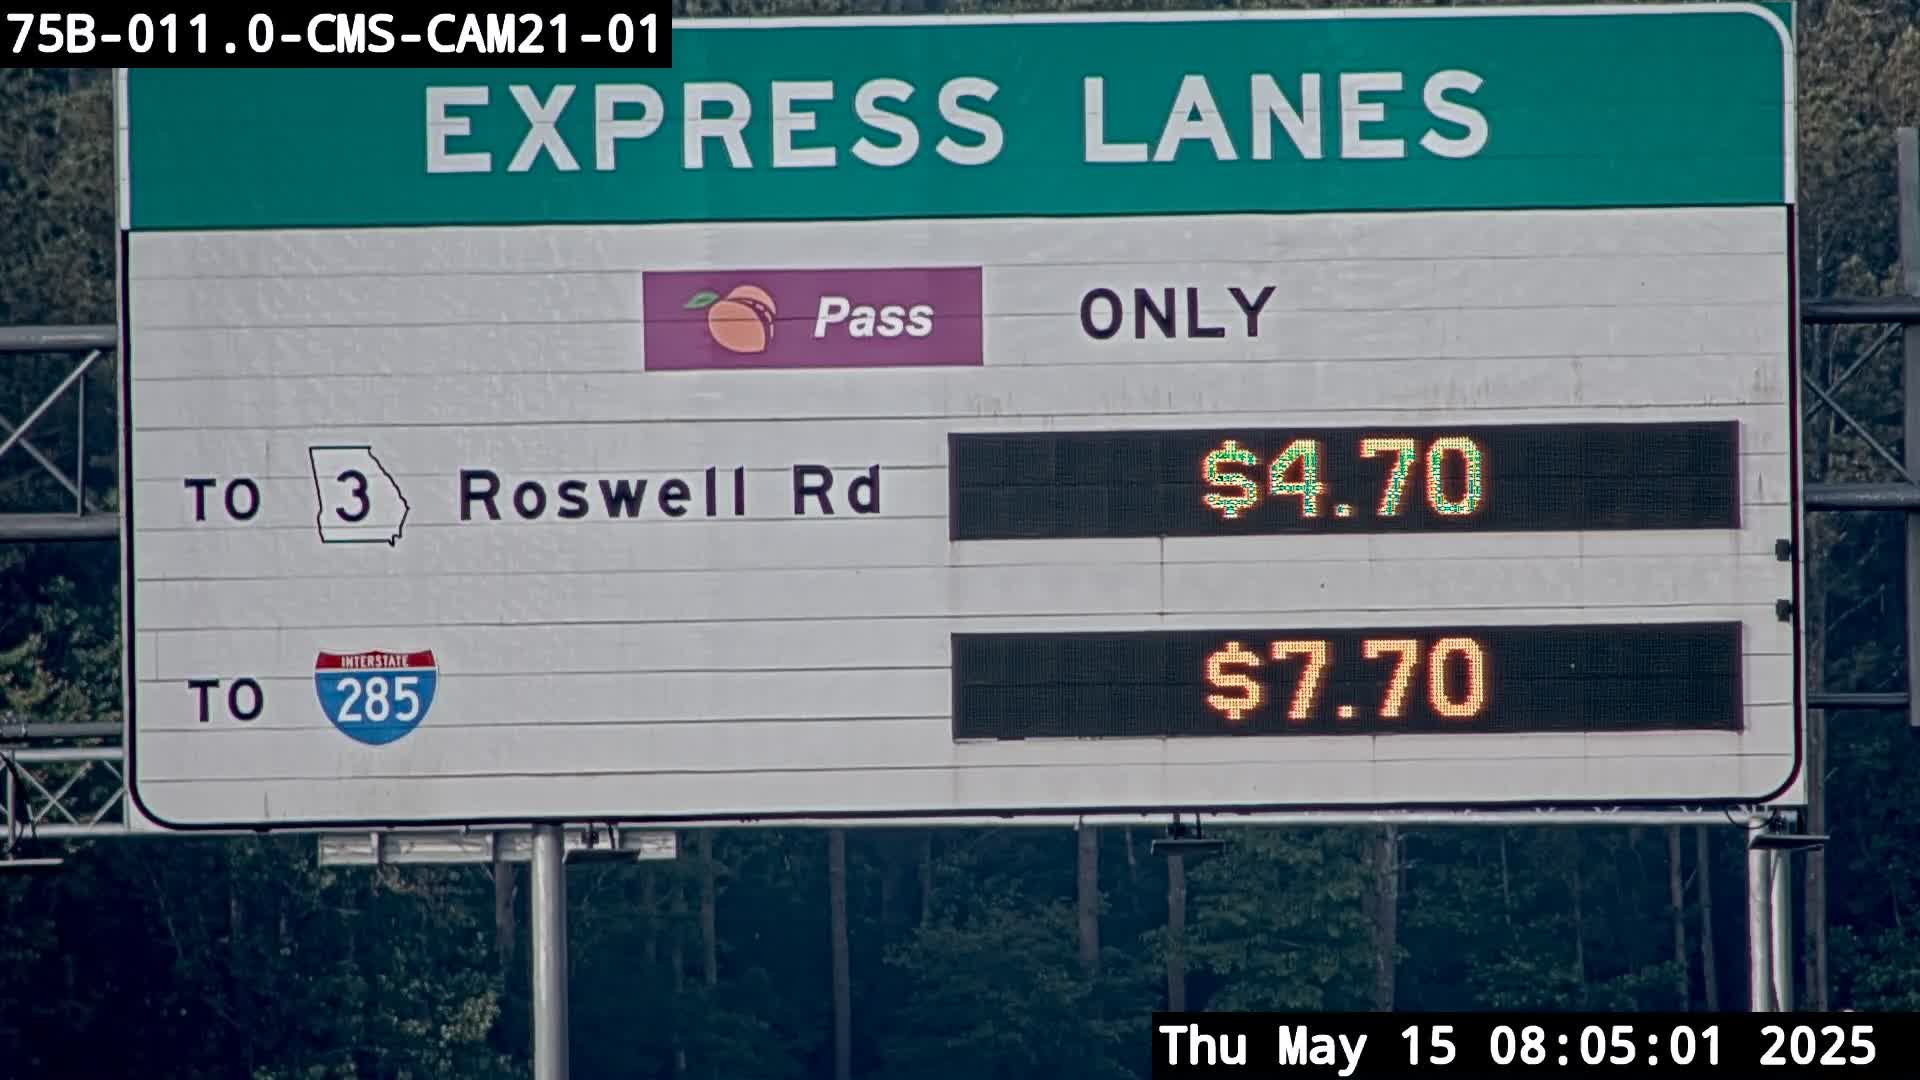 75B-011.0-CMS-CAM21-01
EXPRESS LANES
Pass ONLY
TO 3 Roswell Rd $4.70
INTERSTATE
TO 285 $7.70
Thu May 15 08:05:01 2025